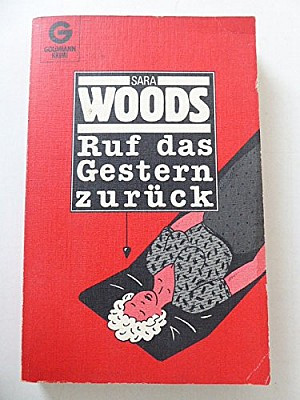 G
GOLDMANN
KRIMI
SARA
WOODS
Ruf das
Gestern
zurück